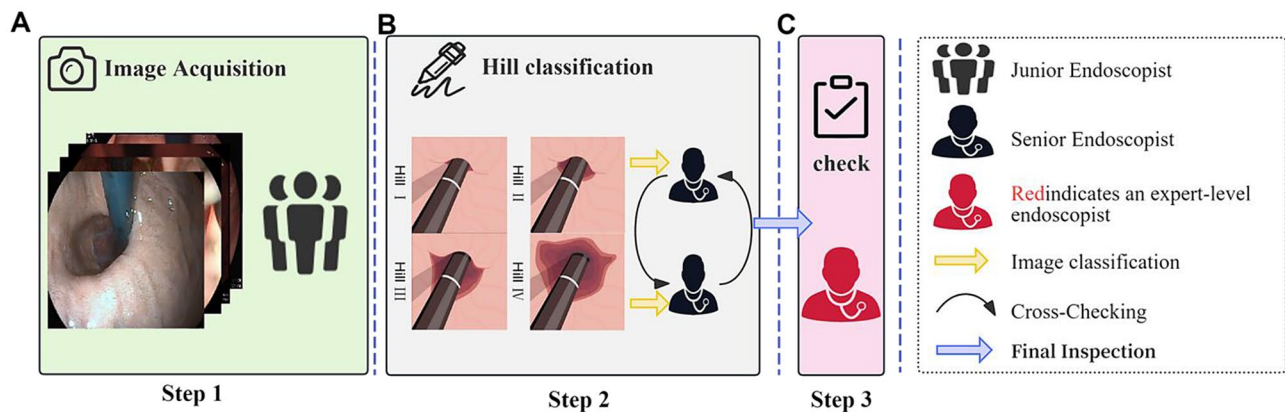 A
Image Acquisition
Step 1
B
Hill classification
Hill I
Hill II
Hill III
Hill IV
Step 2
C
check
Step 3
Junior Endoscopist
Senior Endoscopist
Redindicates an expert-level
endoscopist
Image classification
Cross-Checking
Final Inspection